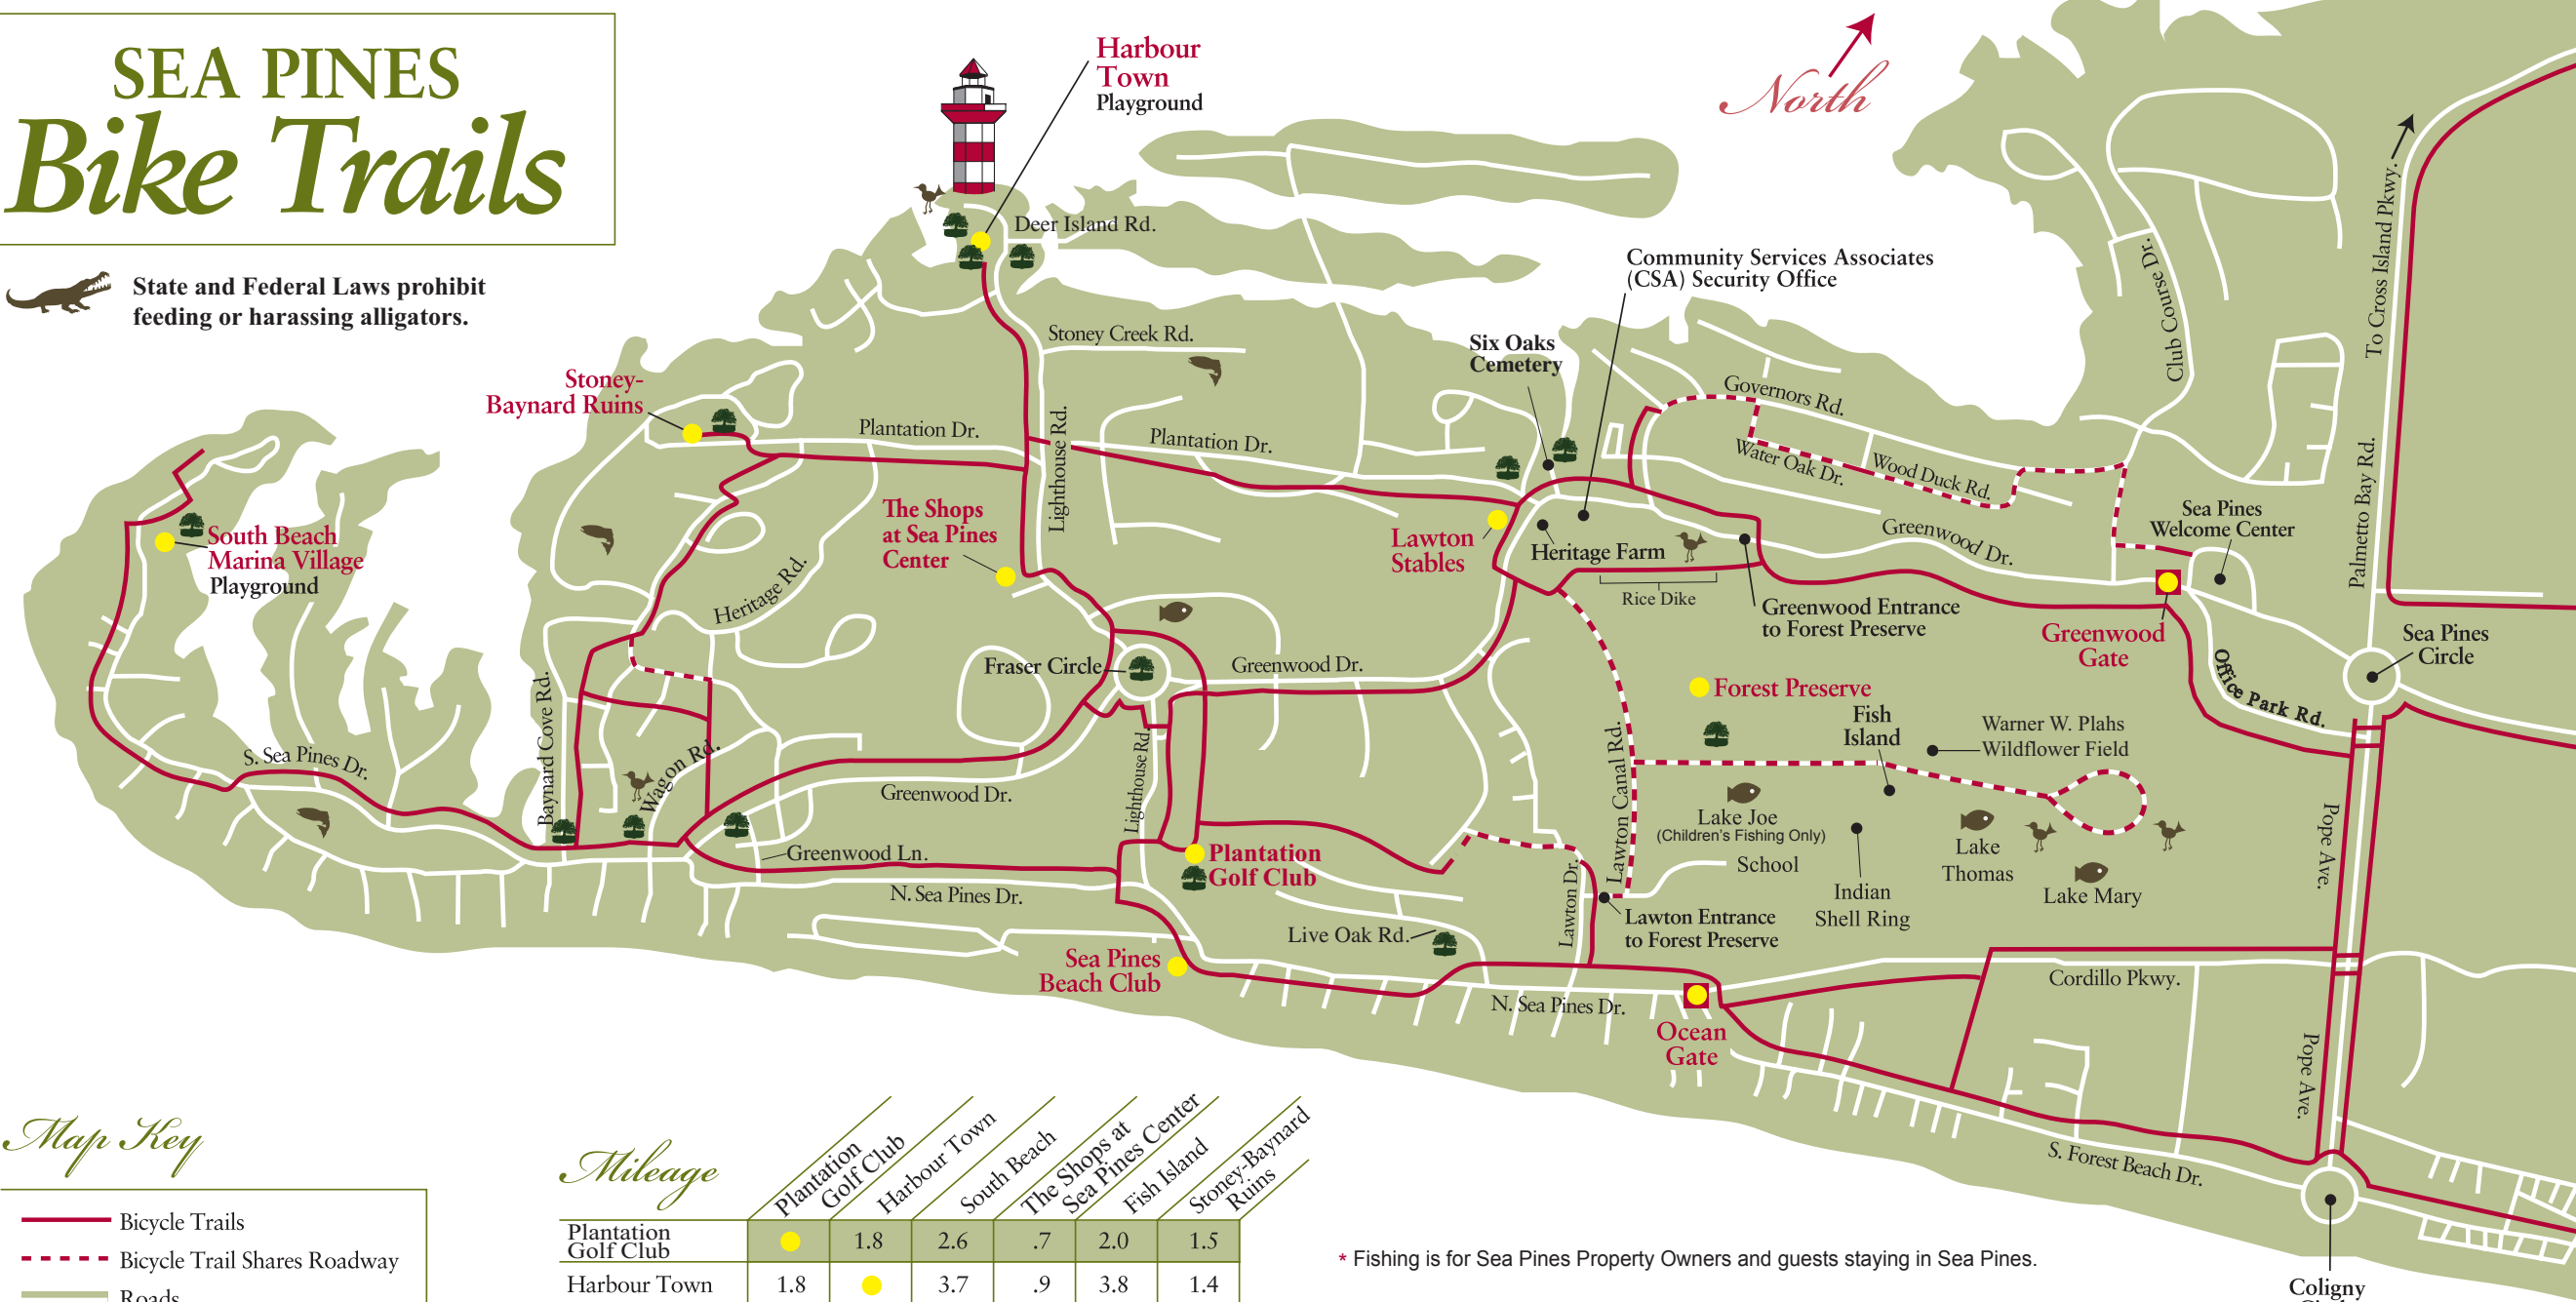 SEA PINES
Bike Trails
State and Federal Laws prohibit
feeding or harassing alligators.
Harbour
Town
Playground
North
Deer Island Rd.
Community Services Associates
(CSA) Security Office
To Cross Island Pkwy.
Club Course Dr.
Stoney Creek Rd.
Six Oaks
Cemetery
Stoney-
Baynard Ruins
Governors Rd.
Plantation Dr.
Lighthouse Rd.
Plantation Dr.
Water Oak Dr.
Wood Duck Rd.
Palmetto Bay Rd.
The Shops
at Sea Pines
Center
Lawton
Stables
Heritage Farm
Greenwood Dr.
Sea Pines
Welcome Center
South Beach
Marina Village
Playground
Heritage Rd.
Rice Dike
Greenwood Entrance
to Forest Preserve
Greenwood
Gate
Sea Pines
Circle
Fraser Circle
Greenwood Dr.
Office Park Rd.
Forest Preserve
Fish
Island
Warner W. Plahs
Wildflower Field
S. Sea Pines Dr.
Baynard Cove Rd.
Wagon Rd.
Greenwood Dr.
Lighthouse Rd.
Lawton Canal Rd.
Lake Joe
(Children's Fishing Only)
School
Lake
Thomas
Lake Mary
Pope Ave.
Greenwood Ln.
Plantation
Golf Club
N. Sea Pines Dr.
Indian
Shell Ring
Lawton Dr.
Lawton Entrance
to Forest Preserve
Live Oak Rd.
Sea Pines
Beach Club
N. Sea Pines Dr.
Cordillo Pkwy.
Ocean
Gate
Pope Ave.
S. Forest Beach Dr.
Coligny
Map Key
Bicycle Trails
Bicycle Trail Shares Roadway
Roads
Mileage
Plantation
Golf Club
Harbour Town
South Beach
The Shops at
Sea Pines Center
Fish Island
Stoney-Baynard
Ruins
Plantation
Golf Club
1.8 2.6 .7 2.0 1.5
Harbour Town 1.8 3.7 .9 3.8 1.4
* Fishing is for Sea Pines Property Owners and guests staying in Sea Pines.